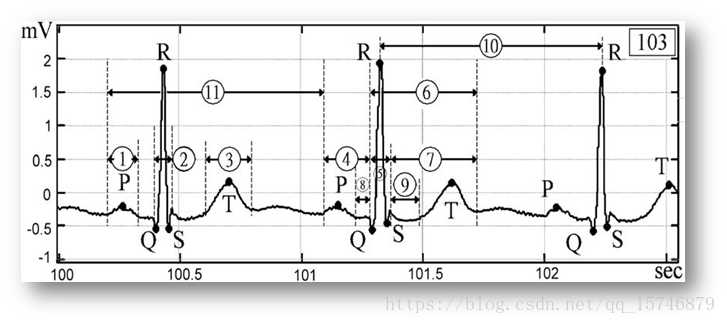 mV
103
R
R
R
⑩
2
1.5
⑪
⑥
1
0.5
①
②
③
④
⑤
⑦
P
P
P
T
T
T
⑧
⑨
0
-0.5
Q
S
Q
S
Q
S
-1
100
100.5
101
101.5
102
sec
https://blog.csdn.net/qq_15746879